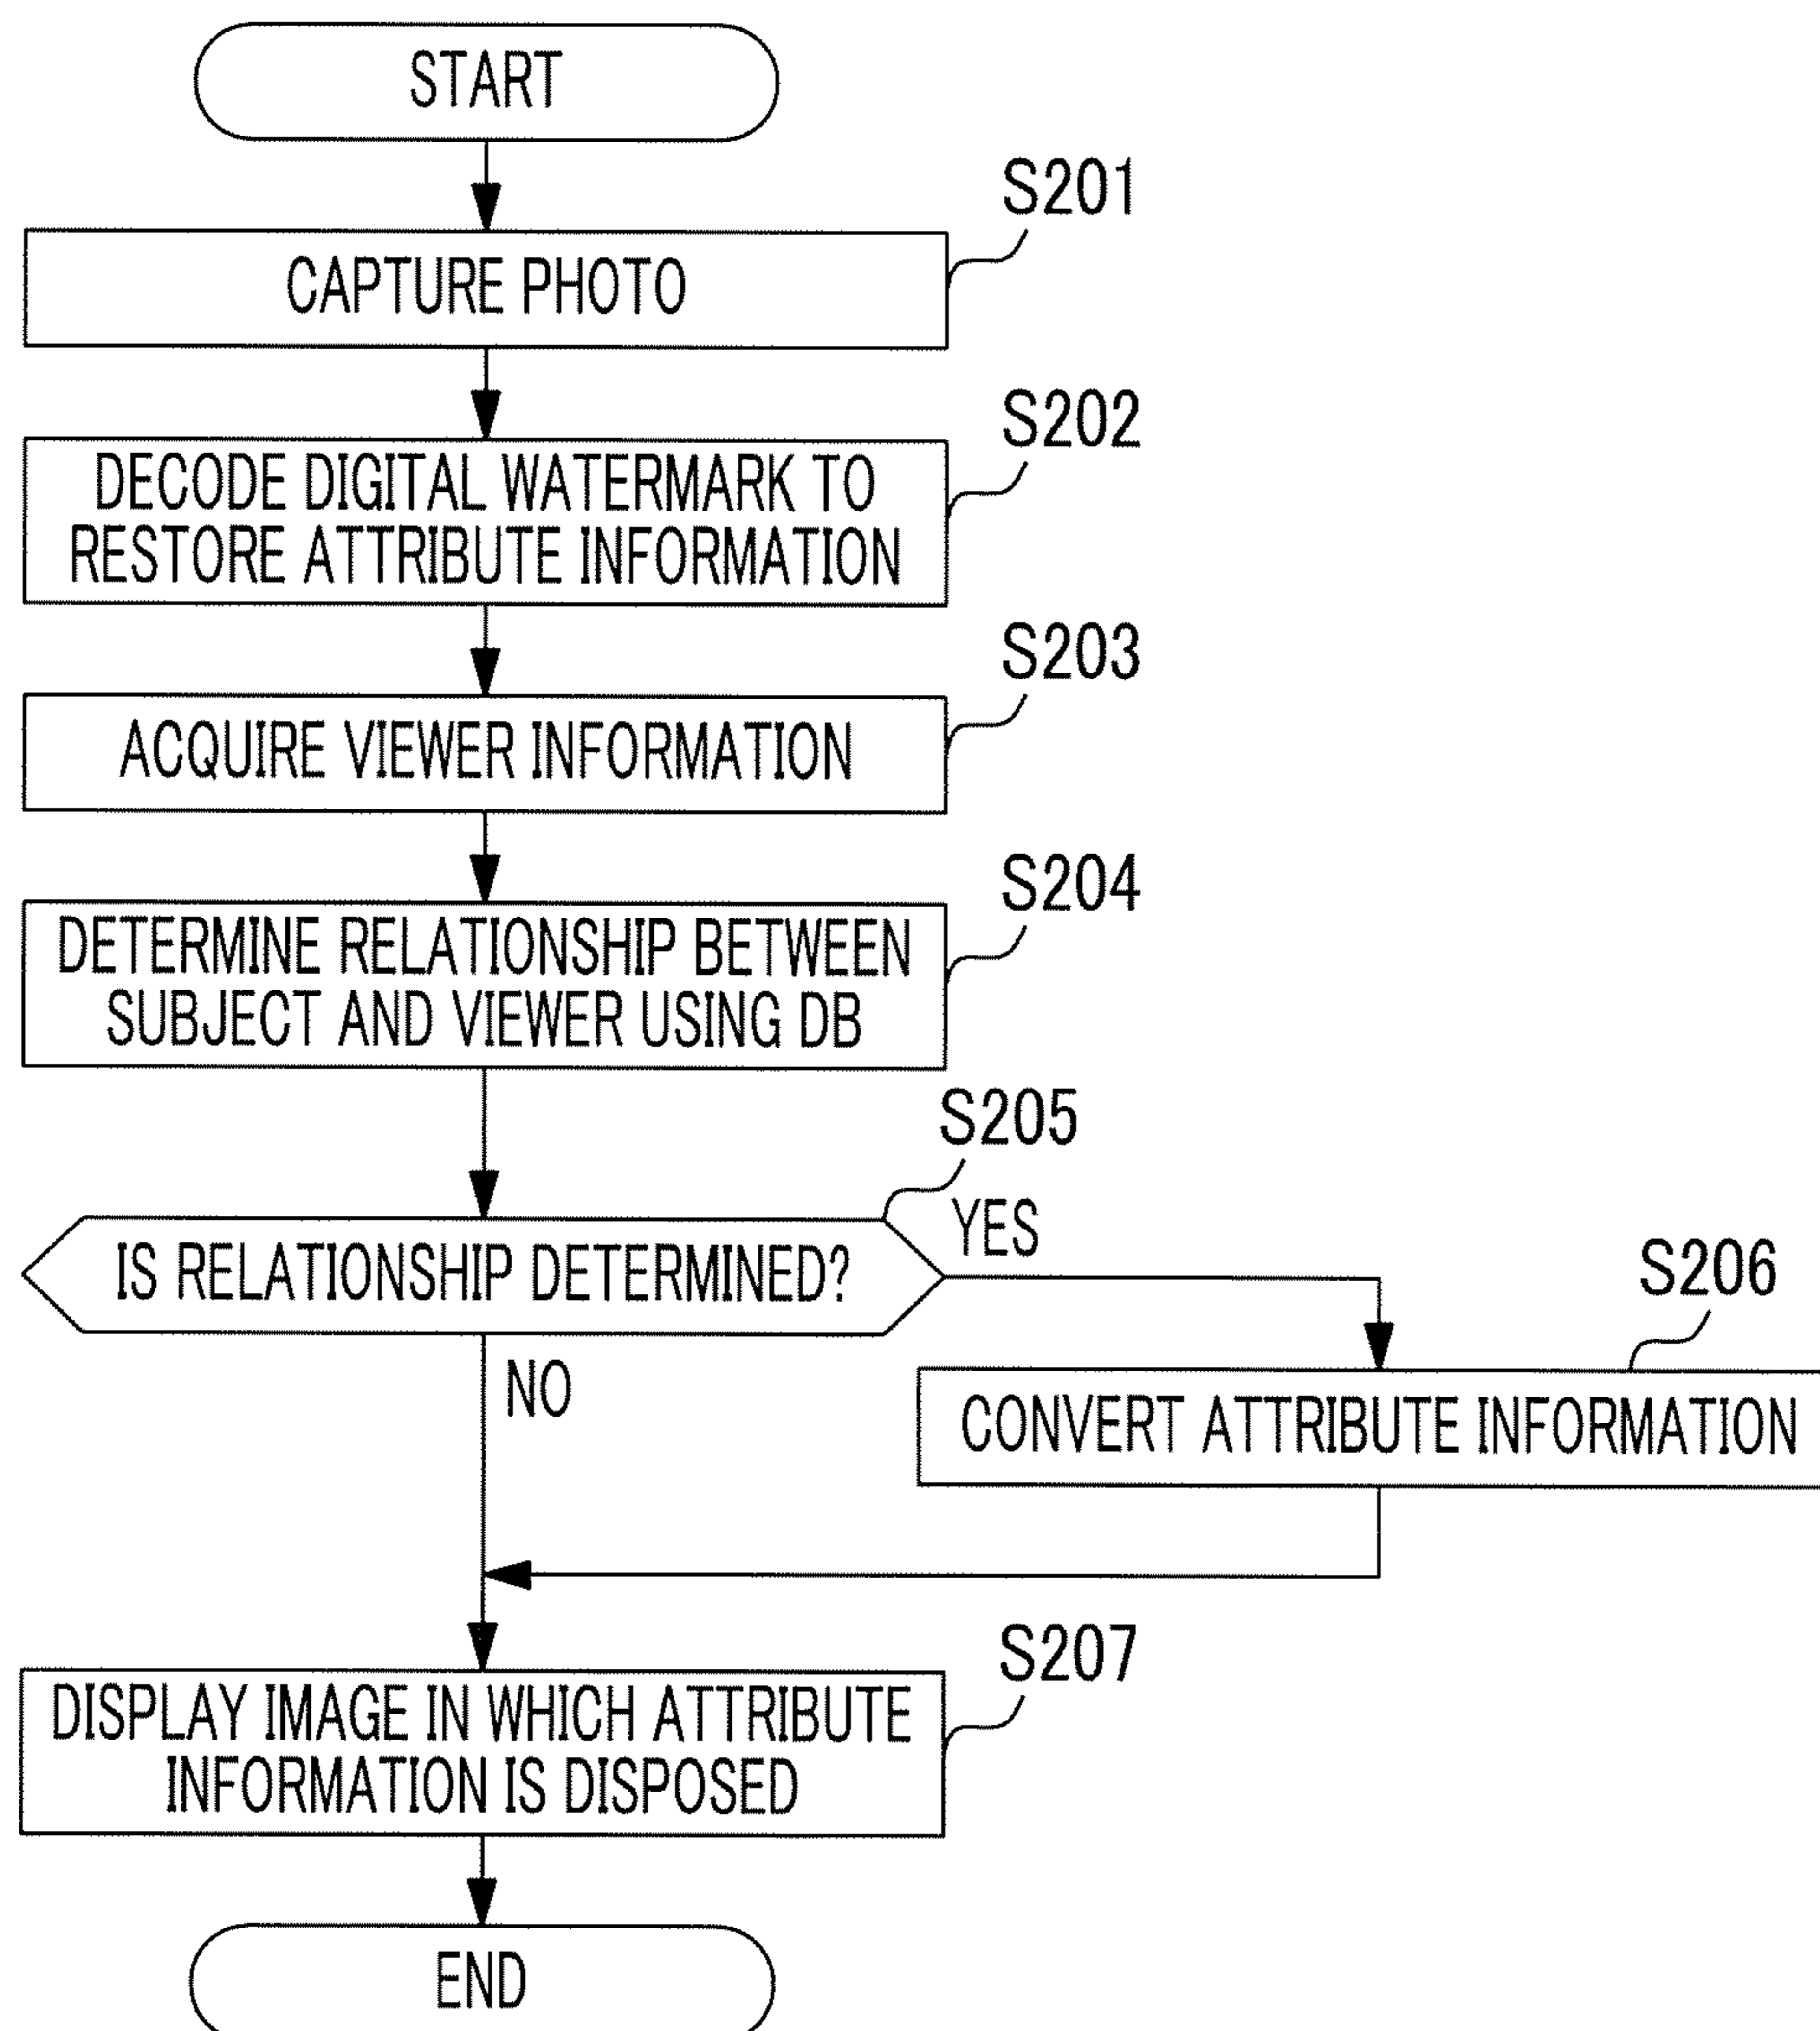 START
S201
CAPTURE PHOTO
S202
DECODE DIGITAL WATERMARK TO
RESTORE ATTRIBUTE INFORMATION
S203
ACQUIRE VIEWER INFORMATION
S204
DETERMINE RELATIONSHIP BETWEEN
SUBJECT AND VIEWER USING DB
S205
IS RELATIONSHIP DETERMINED?
YES
NO
S206
CONVERT ATTRIBUTE INFORMATION
S207
DISPLAY IMAGE IN WHICH ATTRIBUTE
INFORMATION IS DISPOSED
END